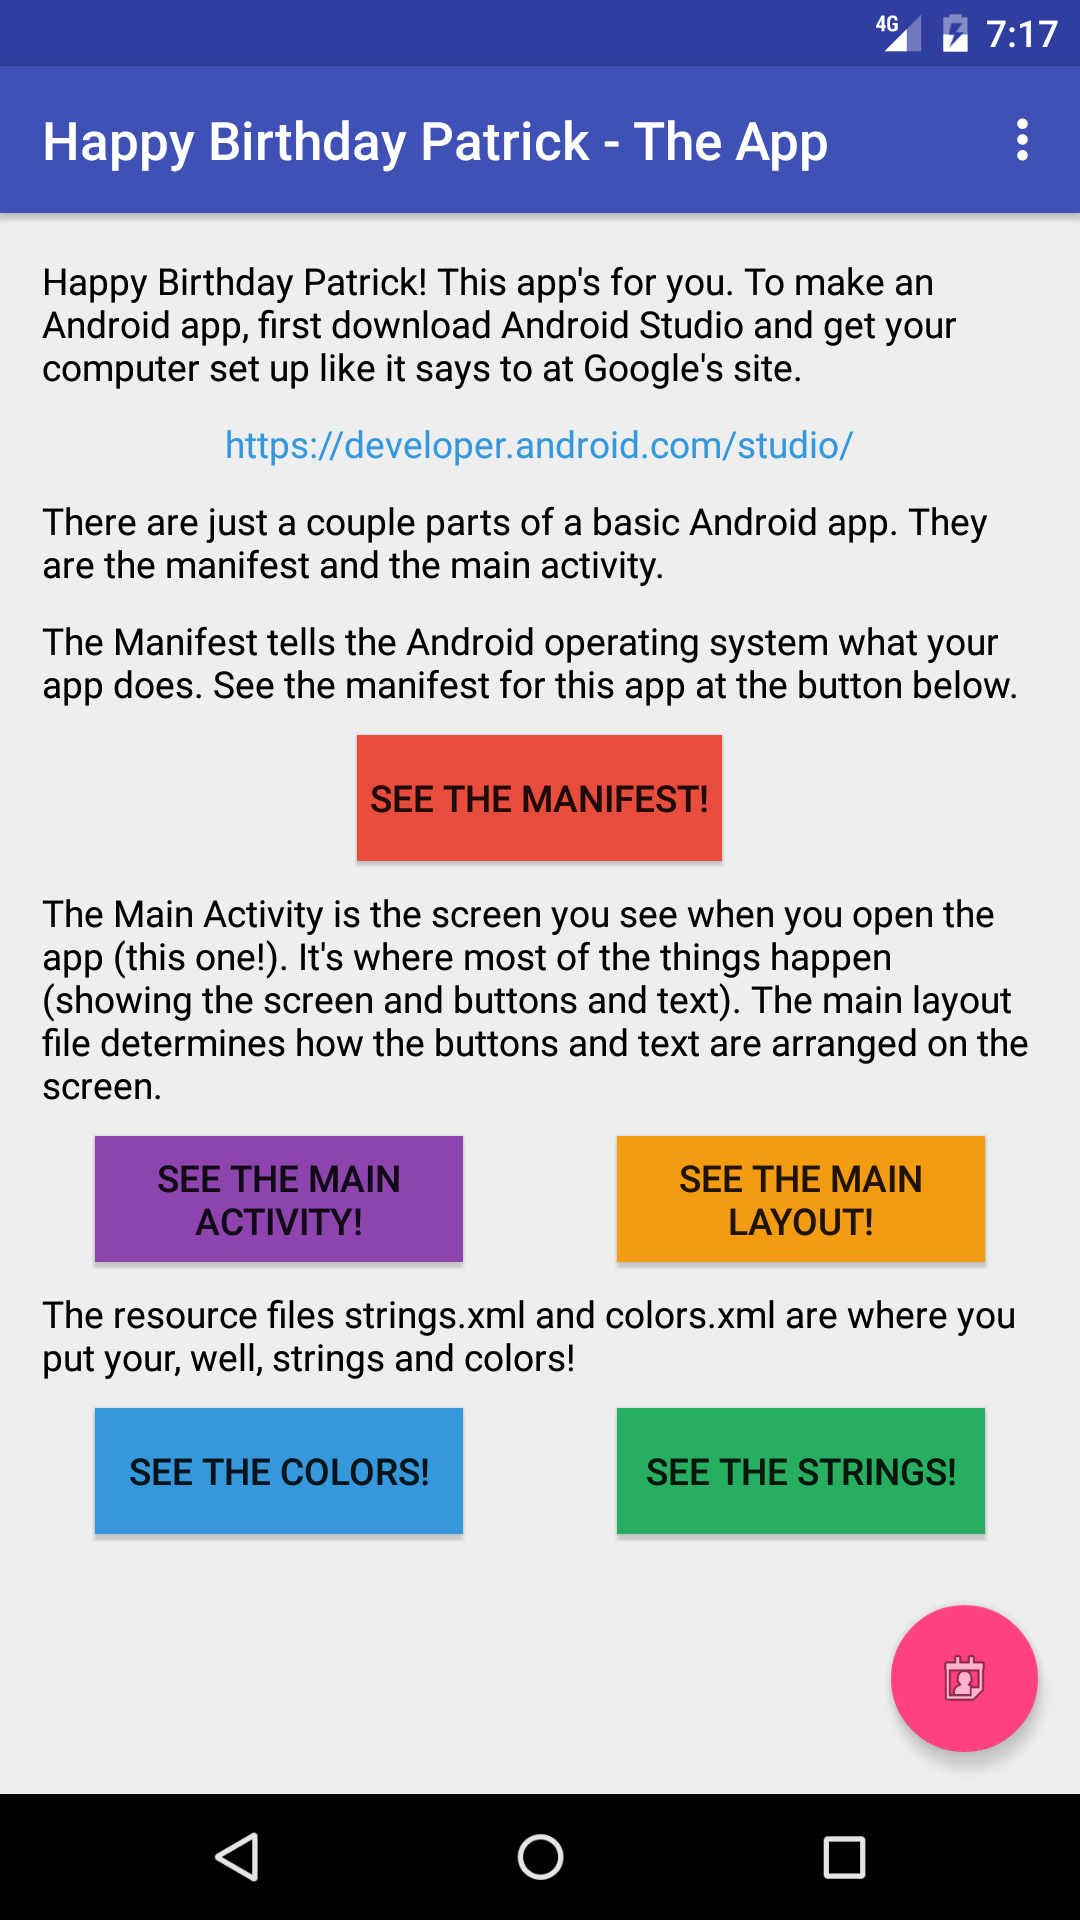 4G 7:17
Happy Birthday Patrick - The App
Happy Birthday Patrick! This app's for you. To make an
Android app, first download Android Studio and get your
computer set up like it says to at Google's site.
https://developer.android.com/studio/
There are just a couple parts of a basic Android app. They
are the manifest and the main activity.
The Manifest tells the Android operating system what your
app does. See the manifest for this app at the button below.
SEE THE MANIFEST!
The Main Activity is the screen you see when you open the
app (this one!). It's where most of the things happen
(showing the screen and buttons and text). The main layout
file determines how the buttons and text are arranged on the
screen.
SEE THE MAIN
ACTIVITY!
SEE THE MAIN
LAYOUT!
The resource files strings.xml and colors.xml are where you
put your, well, strings and colors!
SEE THE COLORS!
SEE THE STRINGS!